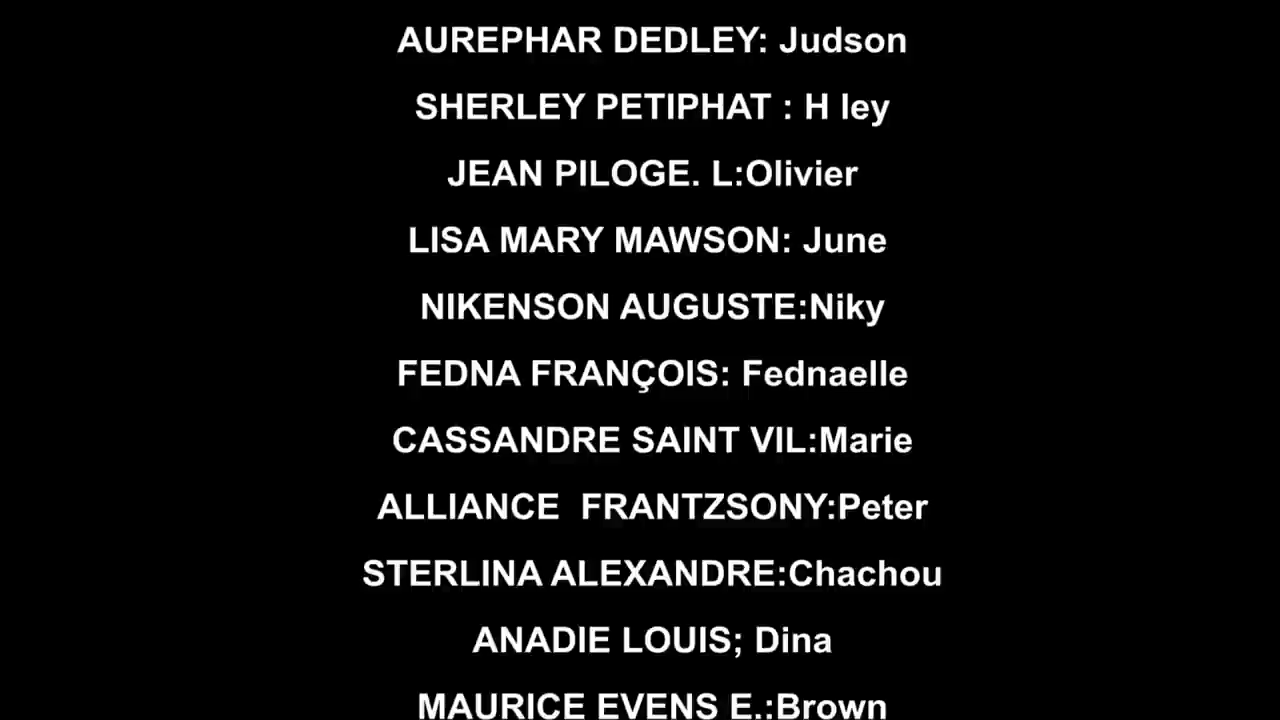 AUREPHAR DEDLEY: Judson
SHERLEY PETIPHAT : H ley
JEAN PILOGE. L:Olivier
LISA MARY MAWSON: June
NIKENSON AUGUSTE:Niky
FEDNA FRANÇOIS: Fednaelle
CASSANDRE SAINT VIL:Marie
ALLIANCE  FRANTZSONY:Peter
STERLINA ALEXANDRE:Chachou
ANADIE LOUIS; Dina
MAURICE EVENS E.:Brown